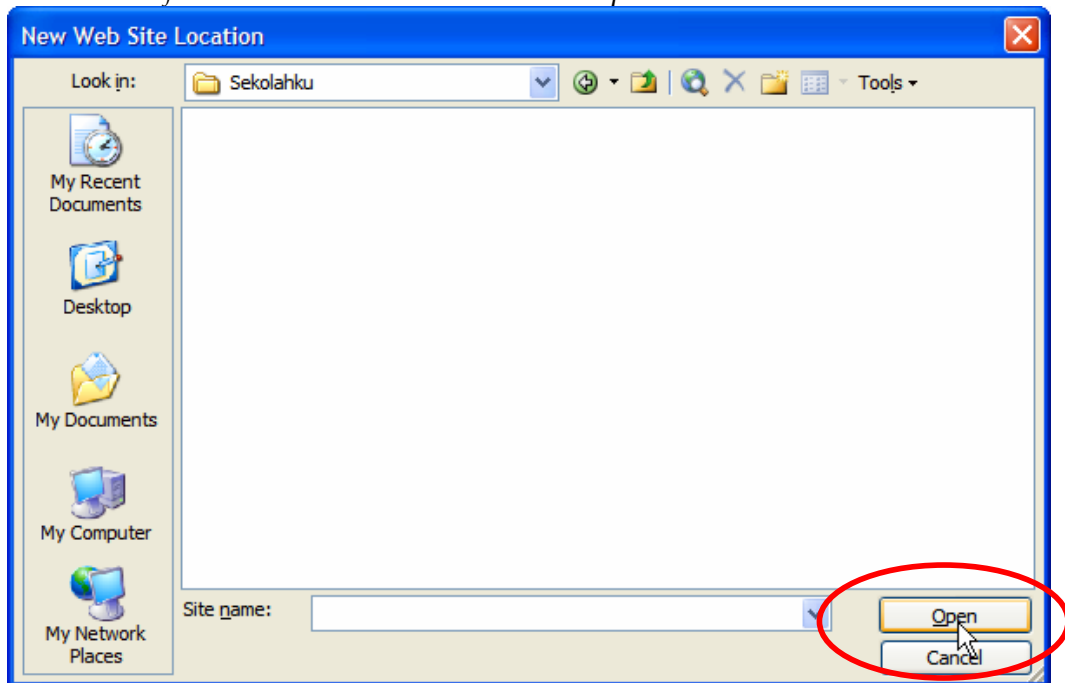 New Web Site Location
Look in:
Sekolahku
Tools
My Recent
Documents
Desktop
My Documents
My Computer
My Network
Places
Site name:
Open
Cancel